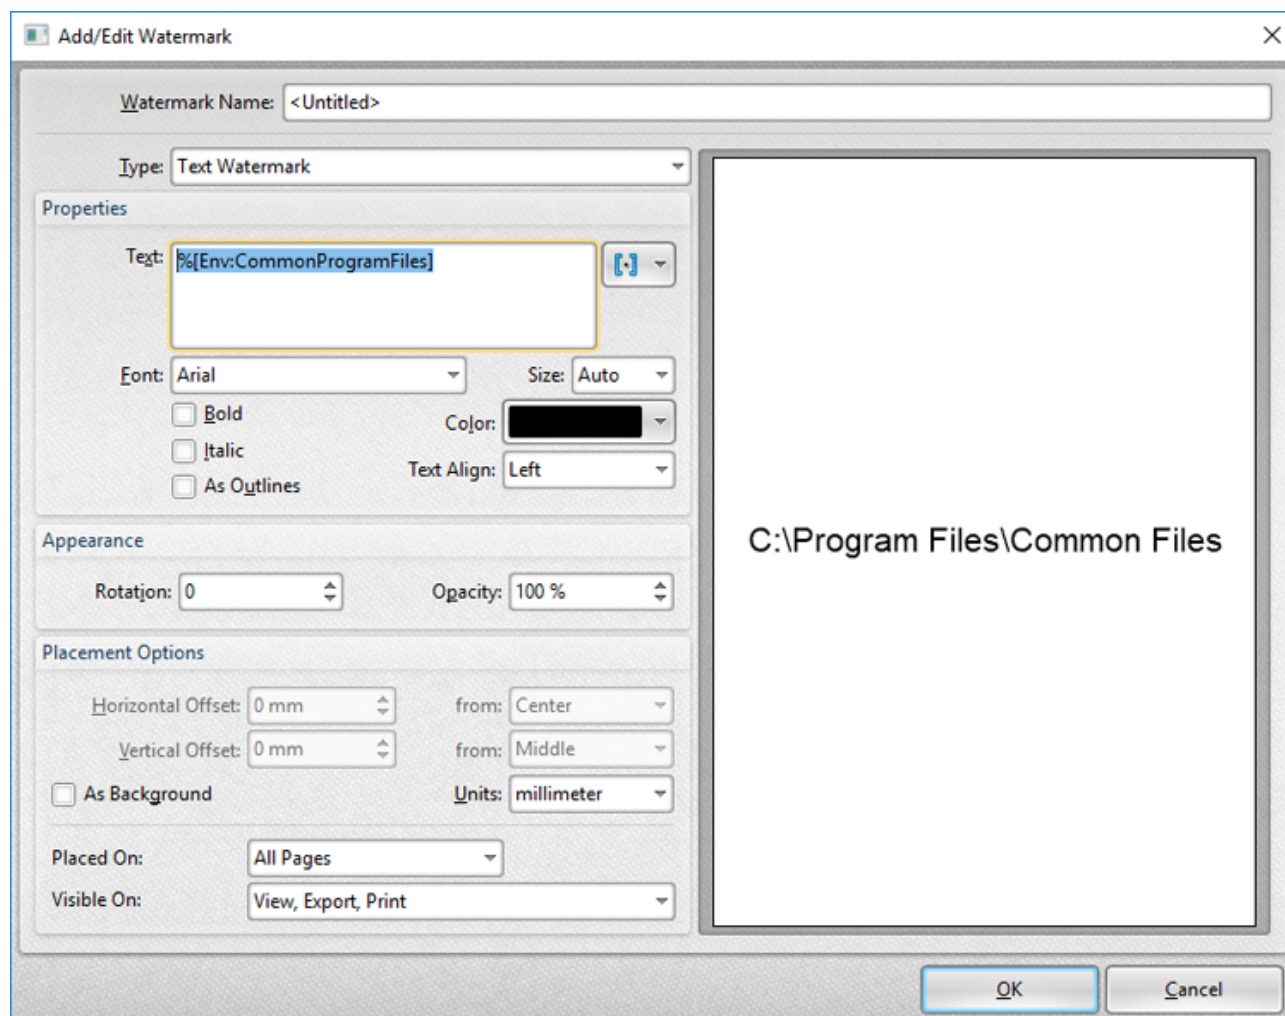 Add/Edit Watermark
Watermark Name: <Untitled>
Type: Text Watermark
Properties
Text: %[Env:CommonProgramFiles]
Font: Arial Size: Auto
Bold Color:
Italic
Text Align: Left
As Outlines
Appearance
Rotation: 0 Opacity: 100 %
Placement Options
Horizontal Offset: 0 mm from: Center
Vertical Offset: 0 mm from: Middle
As Background Units: millimeter
Placed On: All Pages
Visible On: View, Export, Print
C:\Program Files\Common Files
OK Cancel